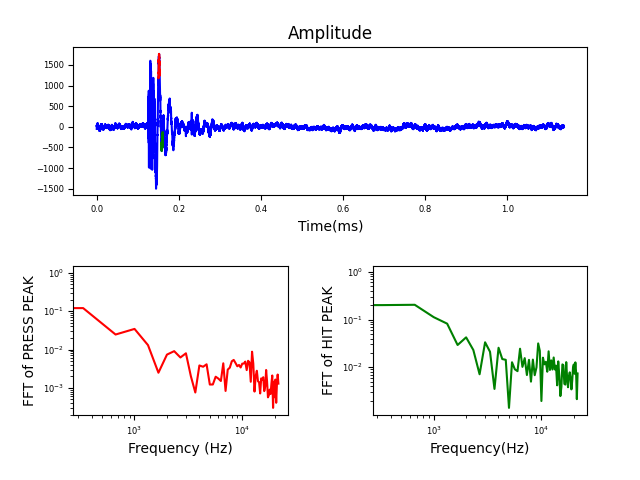 Amplitude
1500
1000
500
0
−500
−1000
−1500
0.0 0.2 0.4 0.6 0.8 1.0
Time(ms)
FFT of PRESS PEAK
10⁰
10⁻¹
10⁻²
10⁻³
10³ 10⁴
Frequency (Hz)
FFT of HIT PEAK
10⁰
10⁻¹
10⁻²
10³ 10⁴
Frequency(Hz)